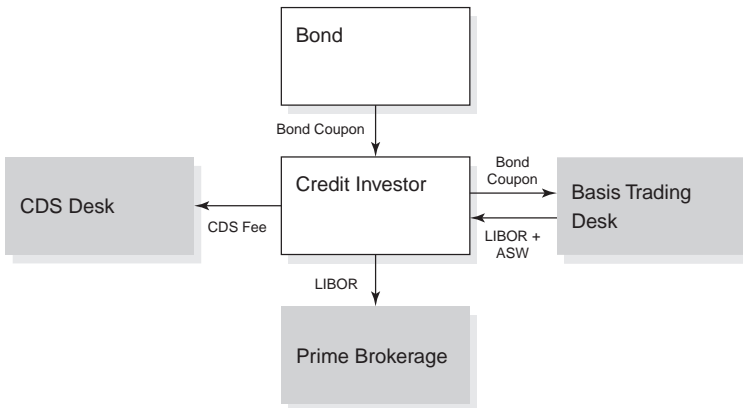 Bond
Bond Coupon
Credit Investor
Bond
Coupon
Basis Trading
Desk
CDS Desk
CDS Fee
LIBOR +
ASW
LIBOR
Prime Brokerage